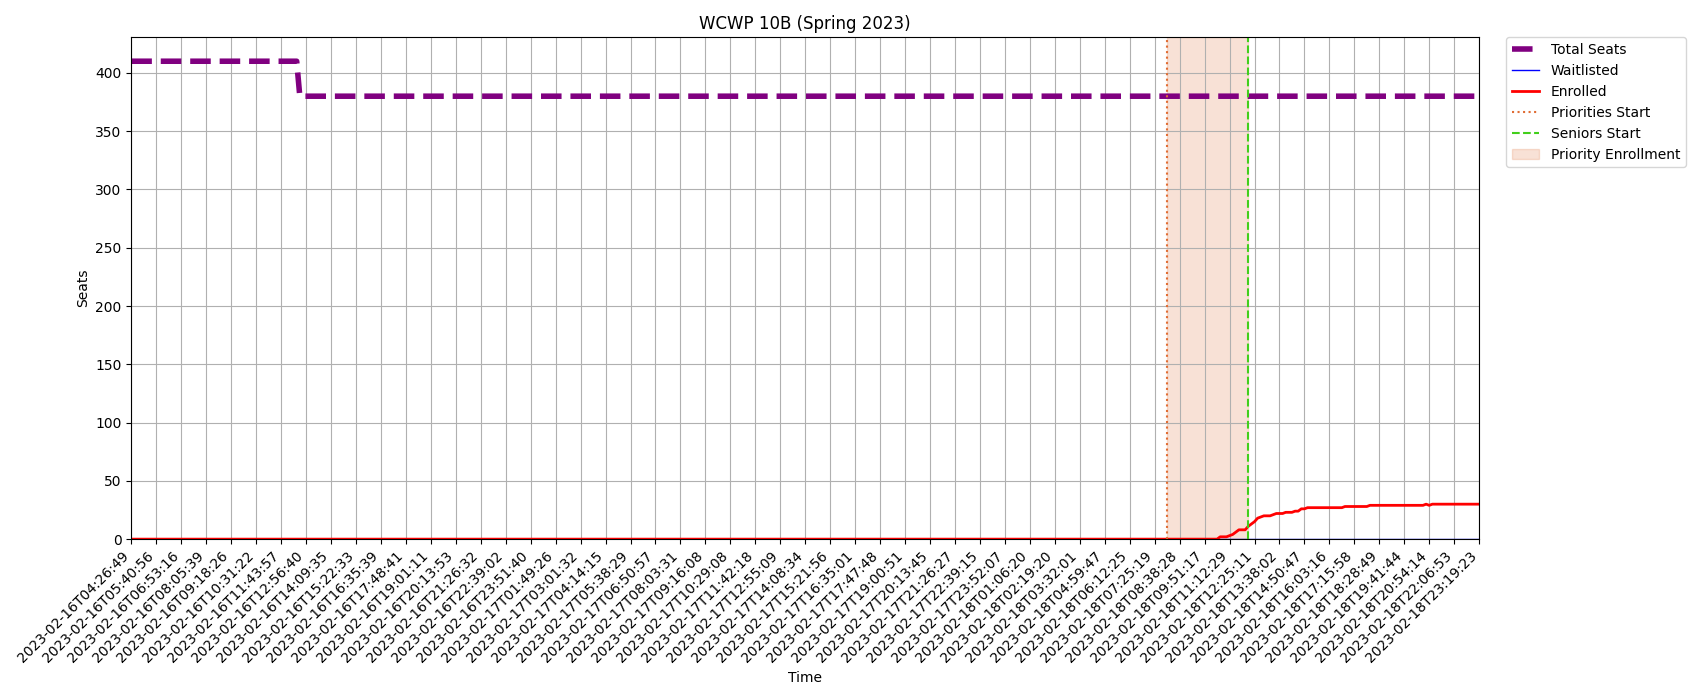 WCWP 10B (Spring 2023)
Total Seats
Waitlisted
Enrolled
Priorities Start
Seniors Start
Priority Enrollment
Seats
400
350
300
250
200
150
100
50
0
2023-02-16T04:26:49
2023-02-16T05:40:56
2023-02-16T06:53:16
2023-02-16T08:05:39
2023-02-16T09:18:26
2023-02-16T10:31:22
2023-02-16T11:43:57
2023-02-16T12:56:40
2023-02-16T14:09:35
2023-02-16T15:22:33
2023-02-16T16:35:39
2023-02-16T17:48:41
2023-02-16T19:01:11
2023-02-16T20:13:53
2023-02-16T21:26:32
2023-02-16T22:39:02
2023-02-16T23:51:40
2023-02-17T01:49:26
2023-02-17T03:01:32
2023-02-17T04:14:15
2023-02-17T05:38:29
2023-02-17T06:50:57
2023-02-17T08:03:31
2023-02-17T09:16:08
2023-02-17T10:29:08
2023-02-17T11:42:18
2023-02-17T12:55:09
2023-02-17T14:08:34
2023-02-17T15:21:56
2023-02-17T16:35:01
2023-02-17T17:47:48
2023-02-17T19:00:51
2023-02-17T20:13:45
2023-02-17T21:26:27
2023-02-17T22:39:15
2023-02-17T23:52:07
2023-02-18T01:06:20
2023-02-18T02:19:20
2023-02-18T03:32:01
2023-02-18T04:59:47
2023-02-18T06:12:25
2023-02-18T07:25:19
2023-02-18T08:38:28
2023-02-18T09:51:17
2023-02-18T11:12:29
2023-02-18T12:25:11
2023-02-18T13:38:02
2023-02-18T14:50:47
2023-02-18T16:03:16
2023-02-18T17:15:58
2023-02-18T18:28:49
2023-02-18T19:41:44
2023-02-18T20:54:14
2023-02-18T22:06:53
2023-02-18T23:19:23
Time